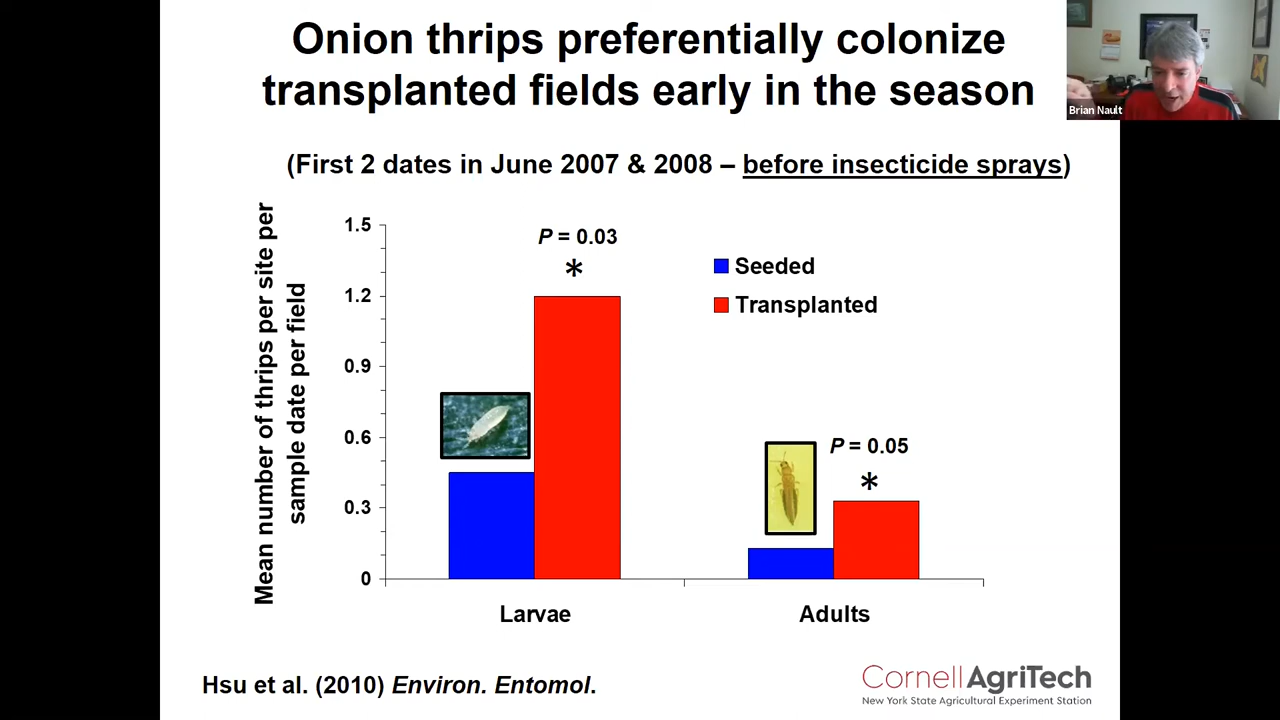 Onion thrips preferentially colonize
transplanted fields early in the season
Brian Nault
(First 2 dates in June 2007 & 2008 – before insecticide sprays)
Mean number of thrips per site per
sample date per field
1.5
1.2
0.9
0.6
0.3
0
P = 0.03
*
Seeded
Transplanted
P = 0.05
*
Larvae
Adults
Hsu et al. (2010) Environ. Entomol.
Cornell AgriTech
New York State Agricultural Experiment Station